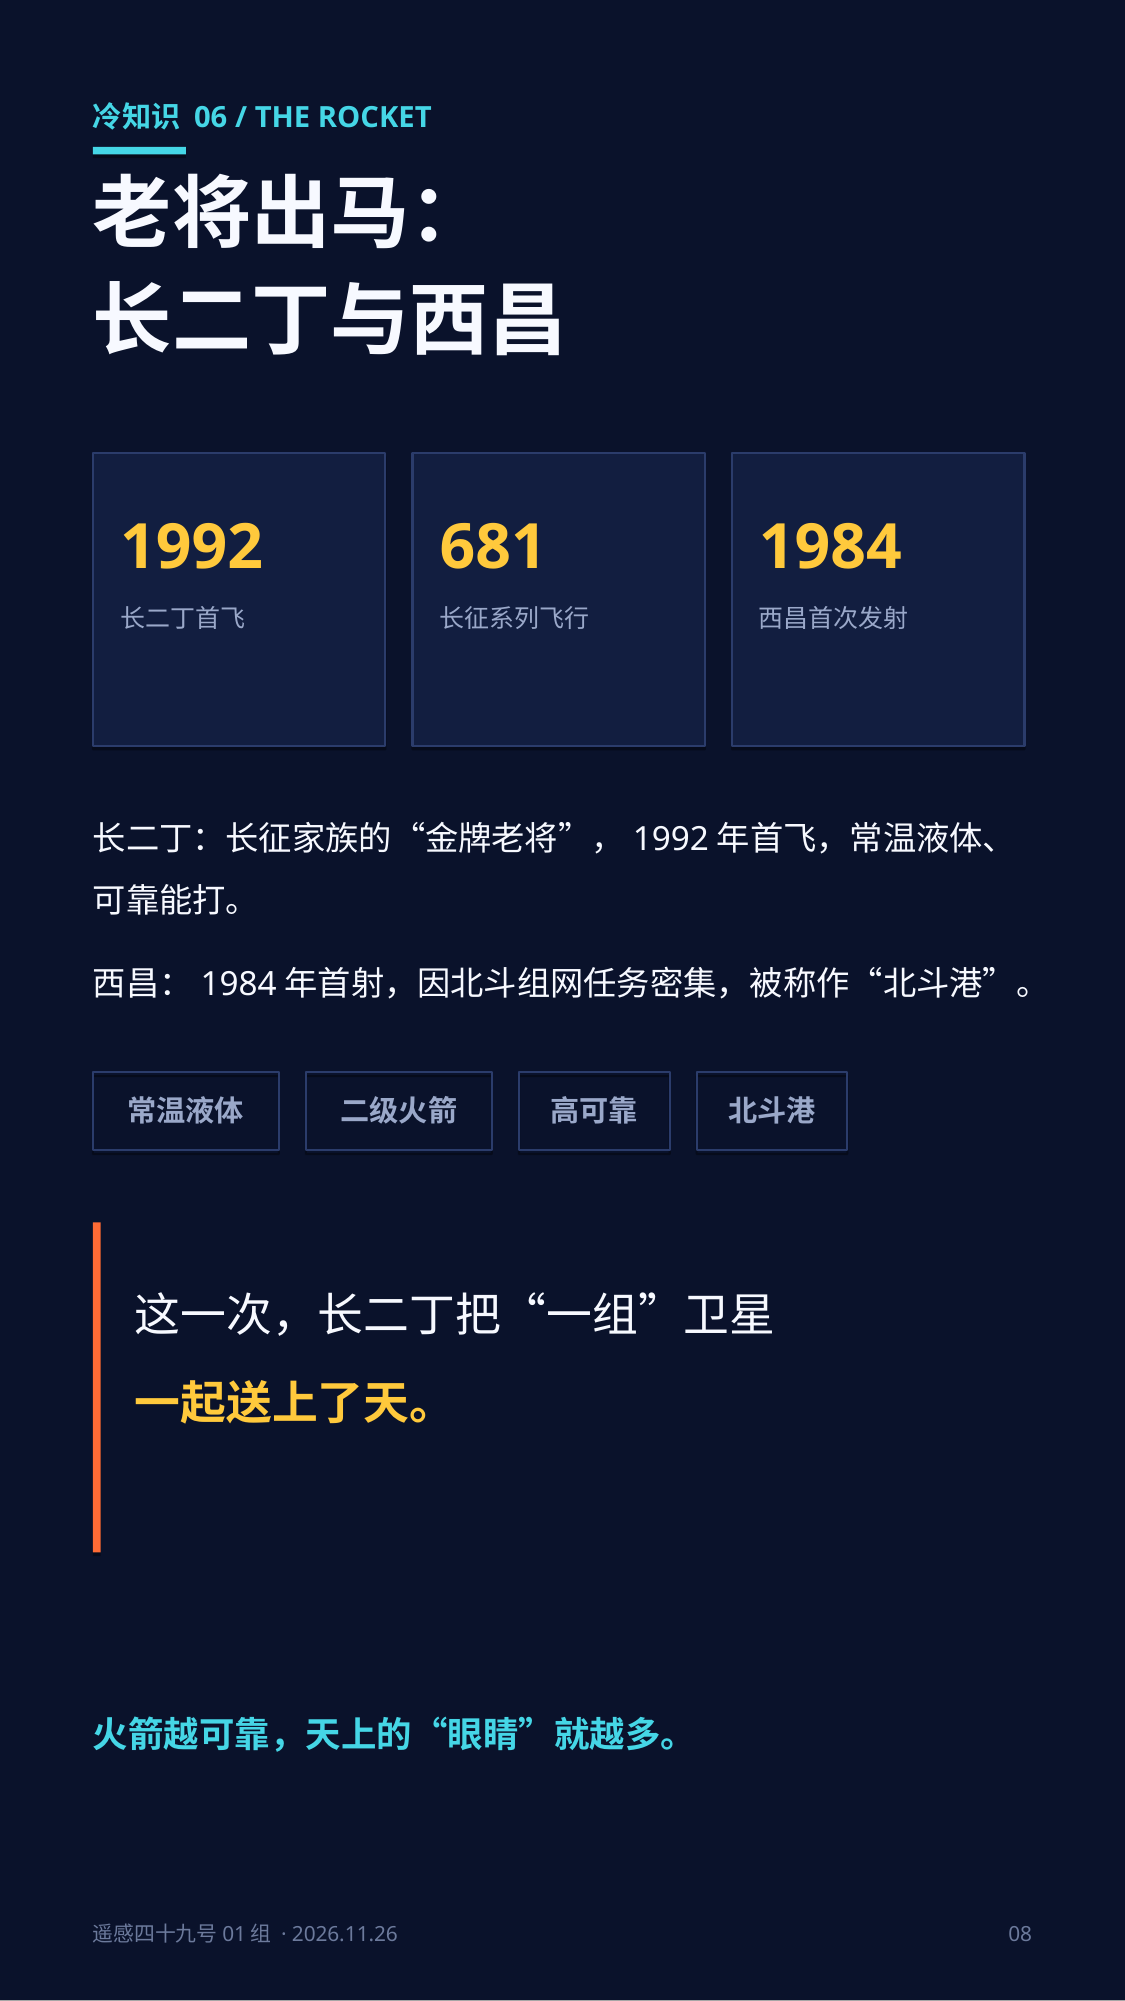 冷知识 06 / THE ROCKET
老将出马：
长二丁与西昌
1992
长二丁首飞
681
长征系列飞行
1984
西昌首次发射
长二丁：长征家族的“金牌老将”， 1992 年首飞，常温液体、
可靠能打。
西昌： 1984 年首射，因北斗组网任务密集，被称作“北斗港”。
常温液体
二级火箭
高可靠
北斗港
这一次，长二丁把“一组”卫星
一起送上了天。
火箭越可靠，天上的“眼睛”就越多。
遥感四十九号 01 组 · 2026.11.26
08